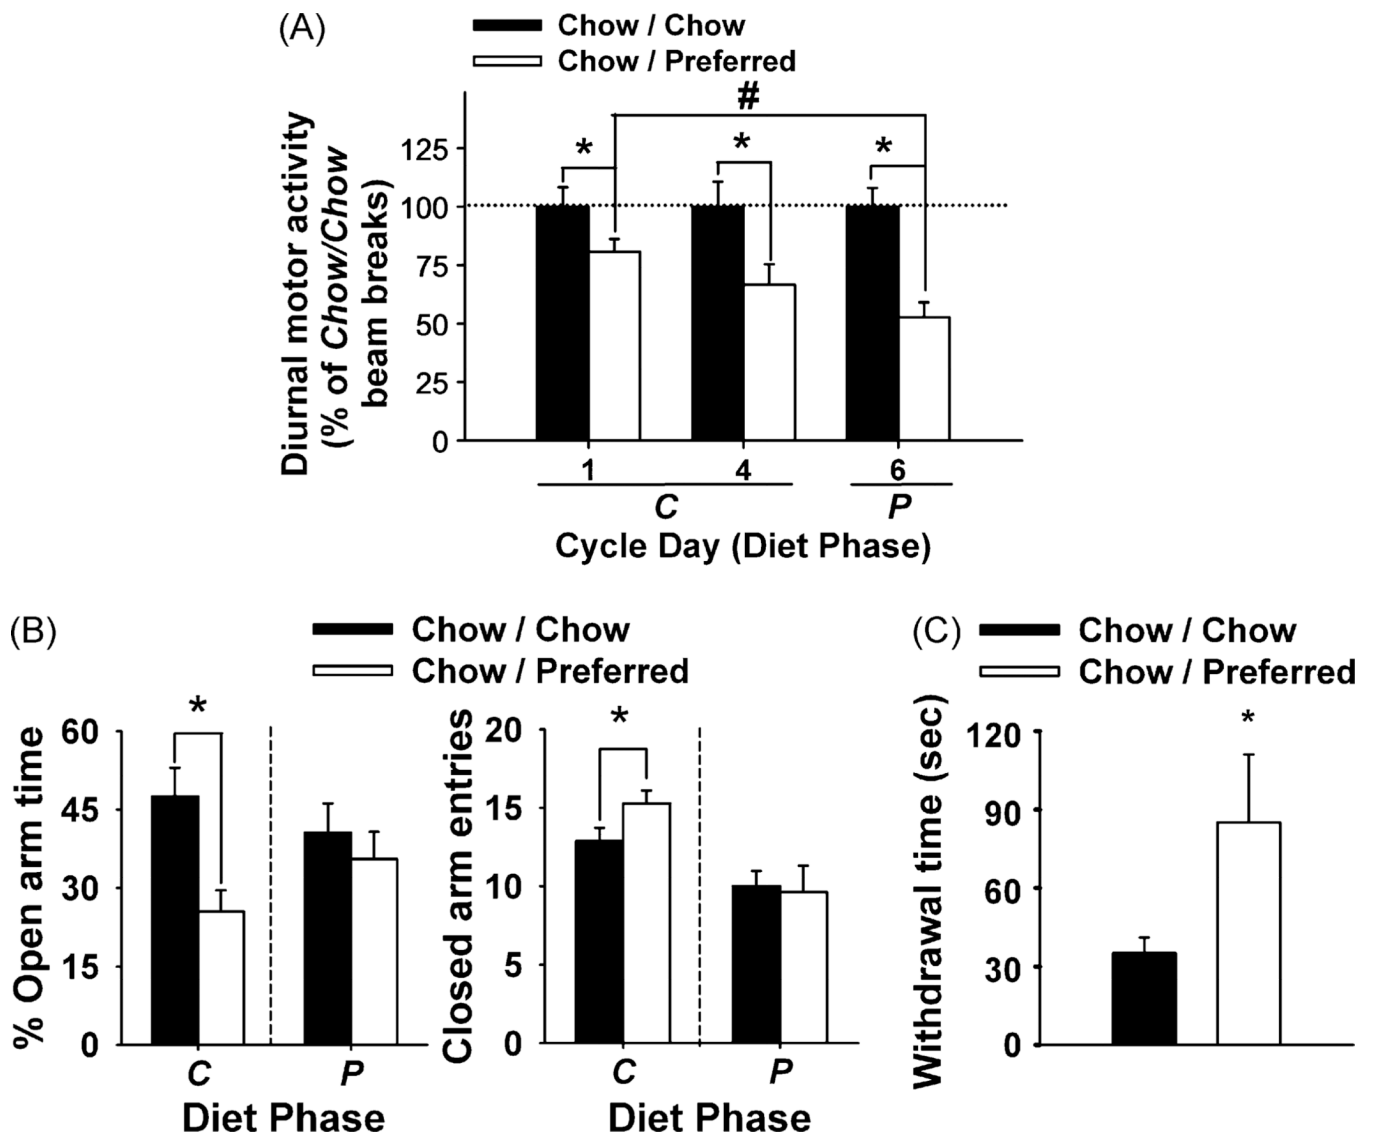 (A)
Chow / Chow
Chow / Preferred
Diurnal motor activity
(% of Chow/Chow
beam breaks)
#
* * *
125
100
75
50
25
0
1 4 6
C P
Cycle Day (Diet Phase)
(B)
Chow / Chow
Chow / Preferred
% Open arm time
60
45
30
15
0
*
C P
Diet Phase
Closed arm entries
20
15
10
5
0
*
C P
Diet Phase
(C)
Chow / Chow
Chow / Preferred
Withdrawal time (sec)
120
90
60
30
0
*